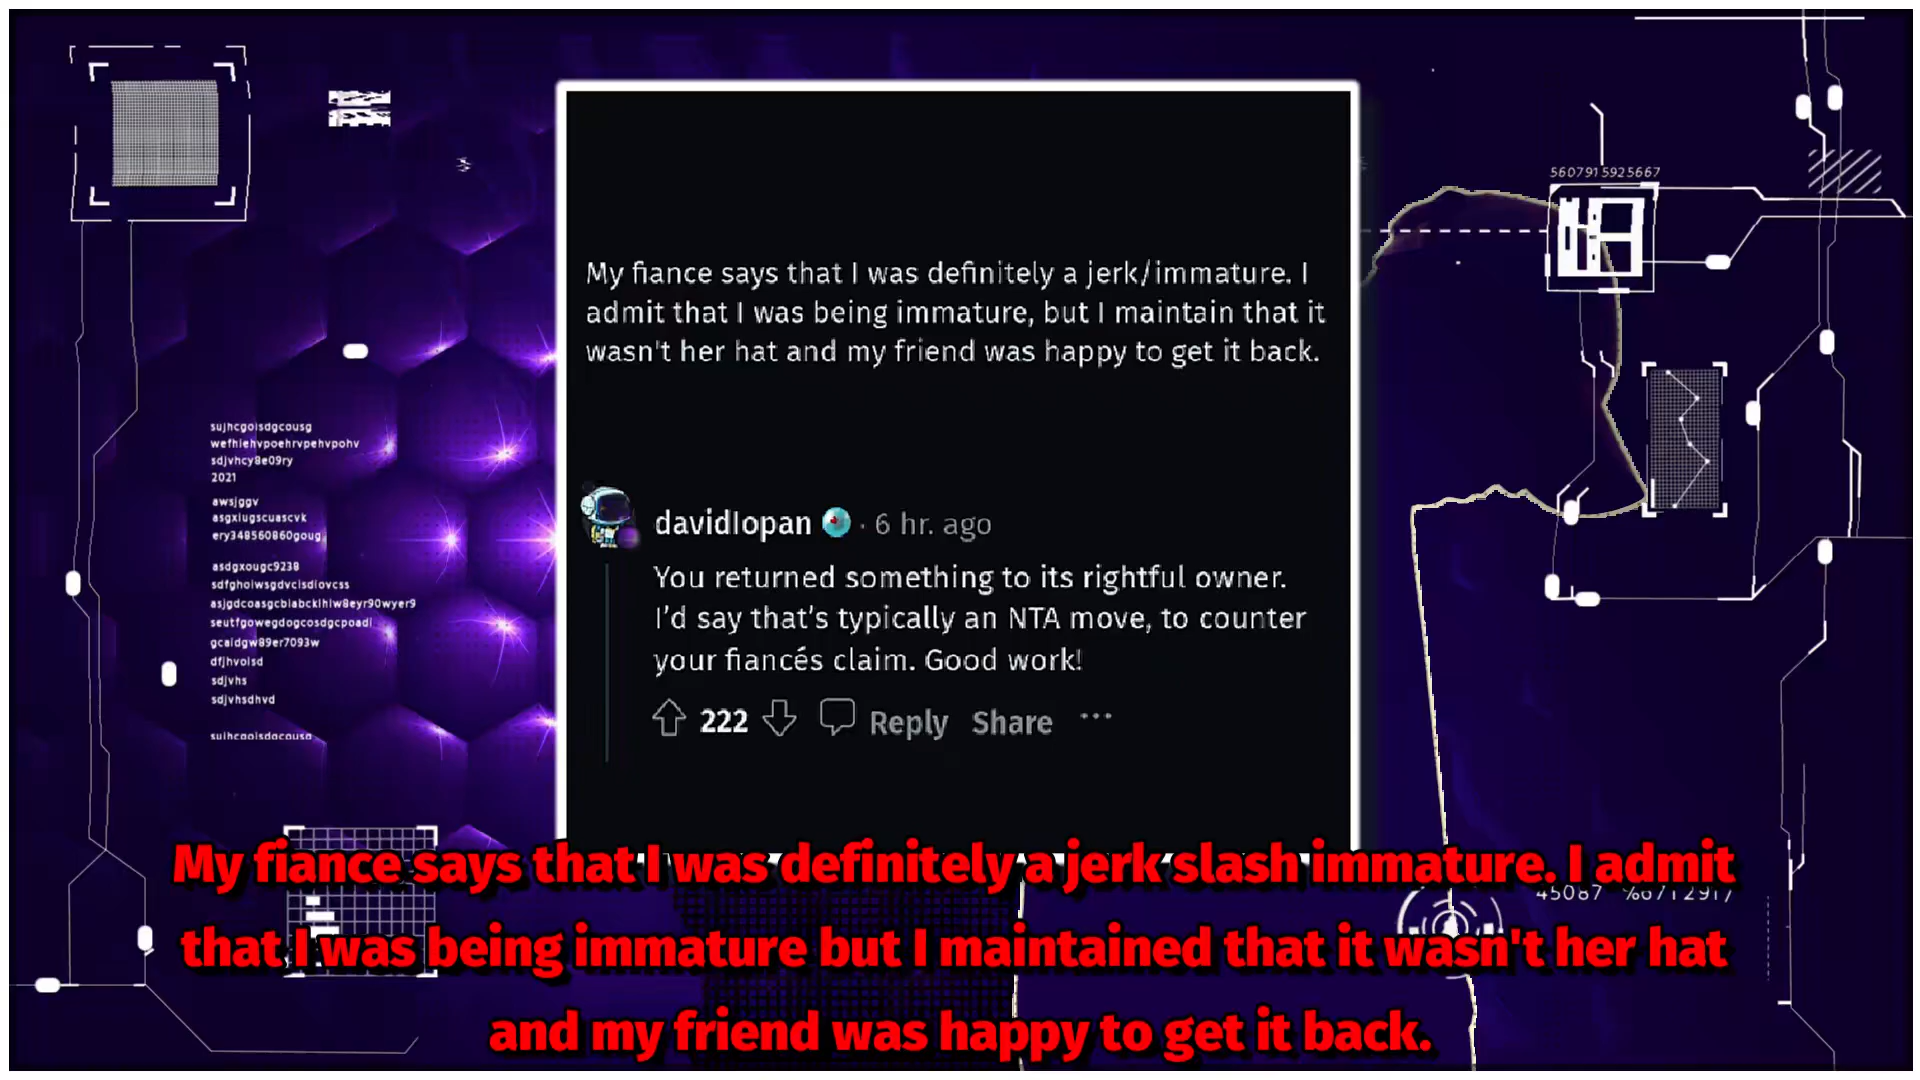 5607915925667
My fiance says that I was definitely a jerk/immature. I
admit that I was being immature, but I maintain that it
wasn't her hat and my friend was happy to get it back.
sujhcgoisdgcousg
wefhiehvpoehrvpehvpohv
sdjvhcy8e09ry
2021
awsjggv
asgxiugscuascvk
ery348560860goug
asdgxougc9238
sdfghoiwsgdvcisdiovcss
asjgdcoasgcbiabckihiw8eyr90wyer9
seutfgowegdogcosdgcpoadi
gcaidgw89er7093w
dfjhvoisd
sdjvhs
sdjvhsdhvd
davidlopan · 6 hr. ago
You returned something to its rightful owner.
I'd say that's typically an NTA move, to counter
your fiancés claim. Good work!
222 Reply Share ···
My fiance says that I was definitely a jerk slash immature. I admit
that I was being immature but I maintained that it wasn't her hat
and my friend was happy to get it back.